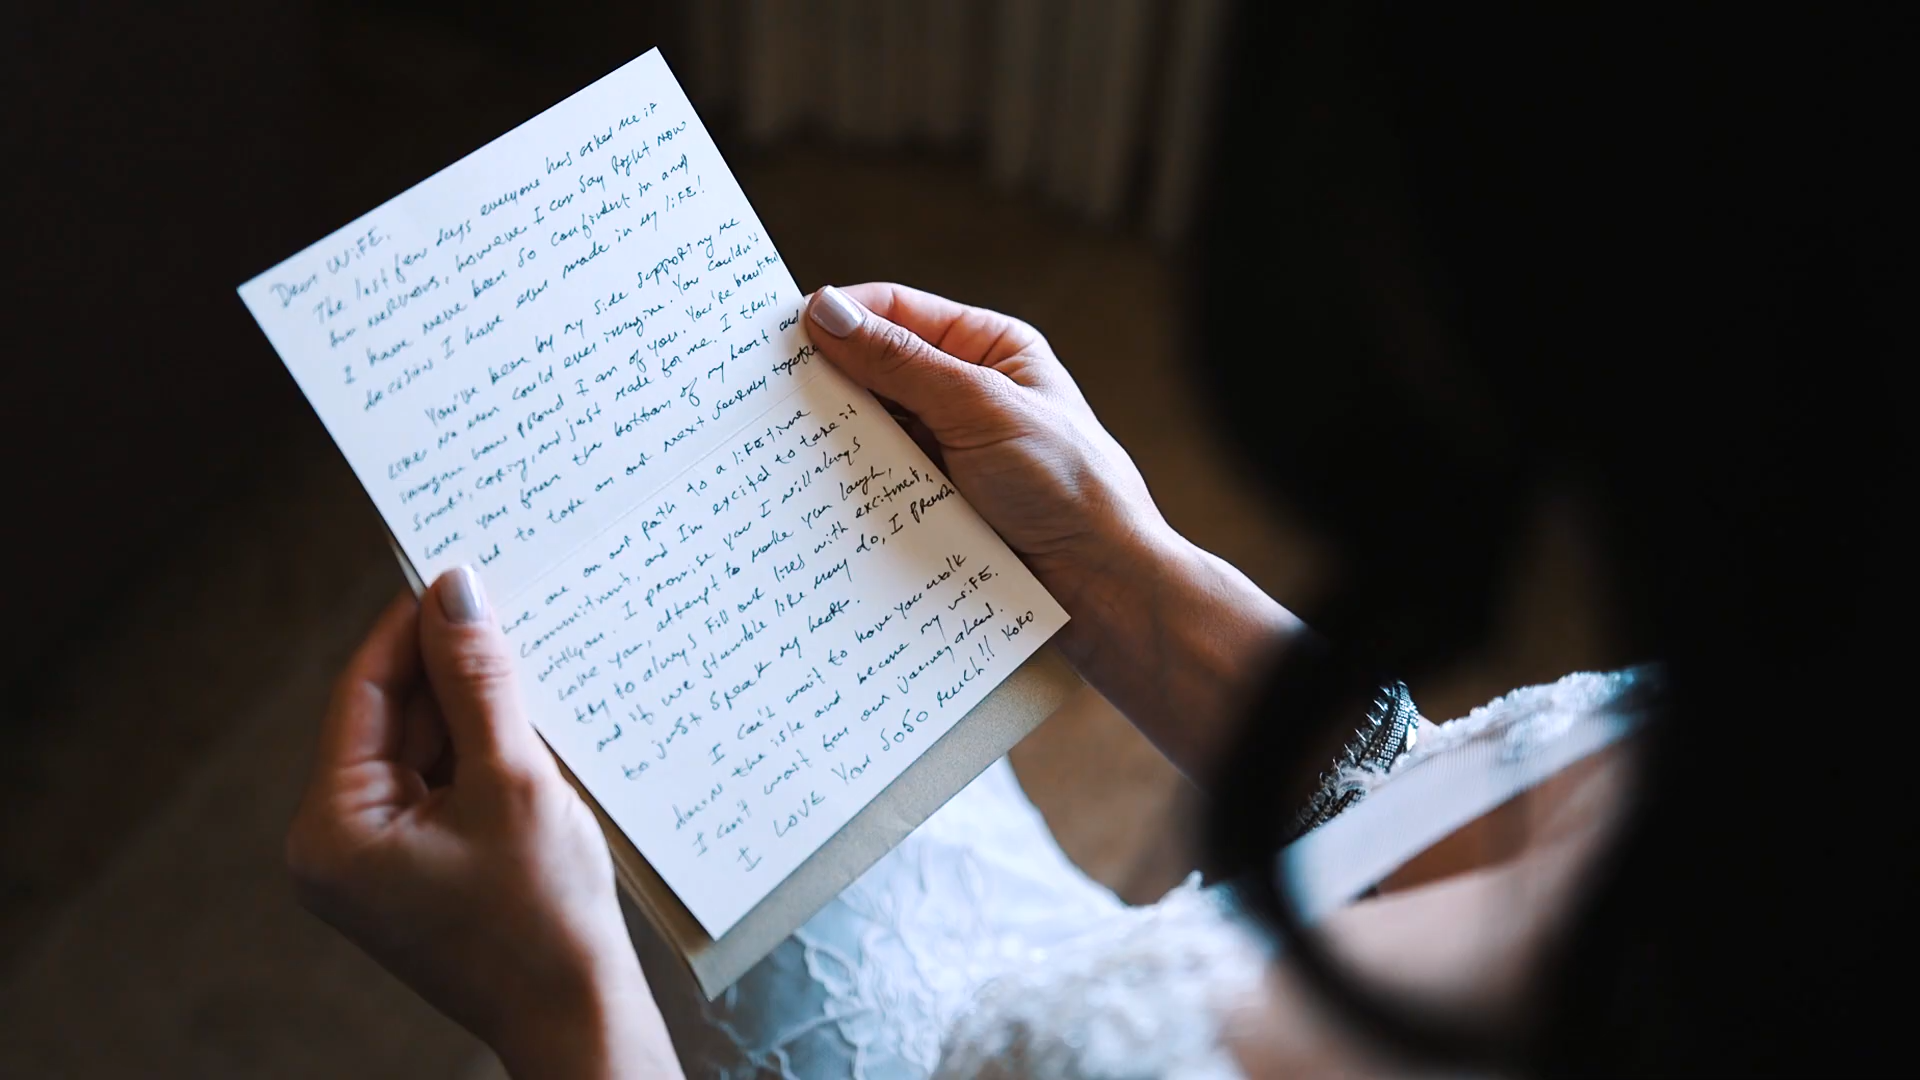 Dear WiFE,
The last few days everyone has asked me if
I'm nervous, however I can say Right now
I have never been so confident in any
decision I have ever made in my liFE!
You've been by my side supporting me
Like no man could ever imagine. You couldn't
imagine how proud I am of you. You're beautiful
Smart, caring, and just made for me. I truly
Love you from the bottom of my heart and
to take on our next journey together
we are on our path to a liFEtime
commitment, and I'm excited to take it
with you. I promise you I will always
Love you, attempt to make you laugh,
try to always Fill our lives with excitment,
and if we stumble like many do, I promise
to just speak my heart.
I can't wait to have you walk
down the isle and become my wiFE.
I can't wait for our journey ahead.
I LOVE You SoSo much!! XoXo